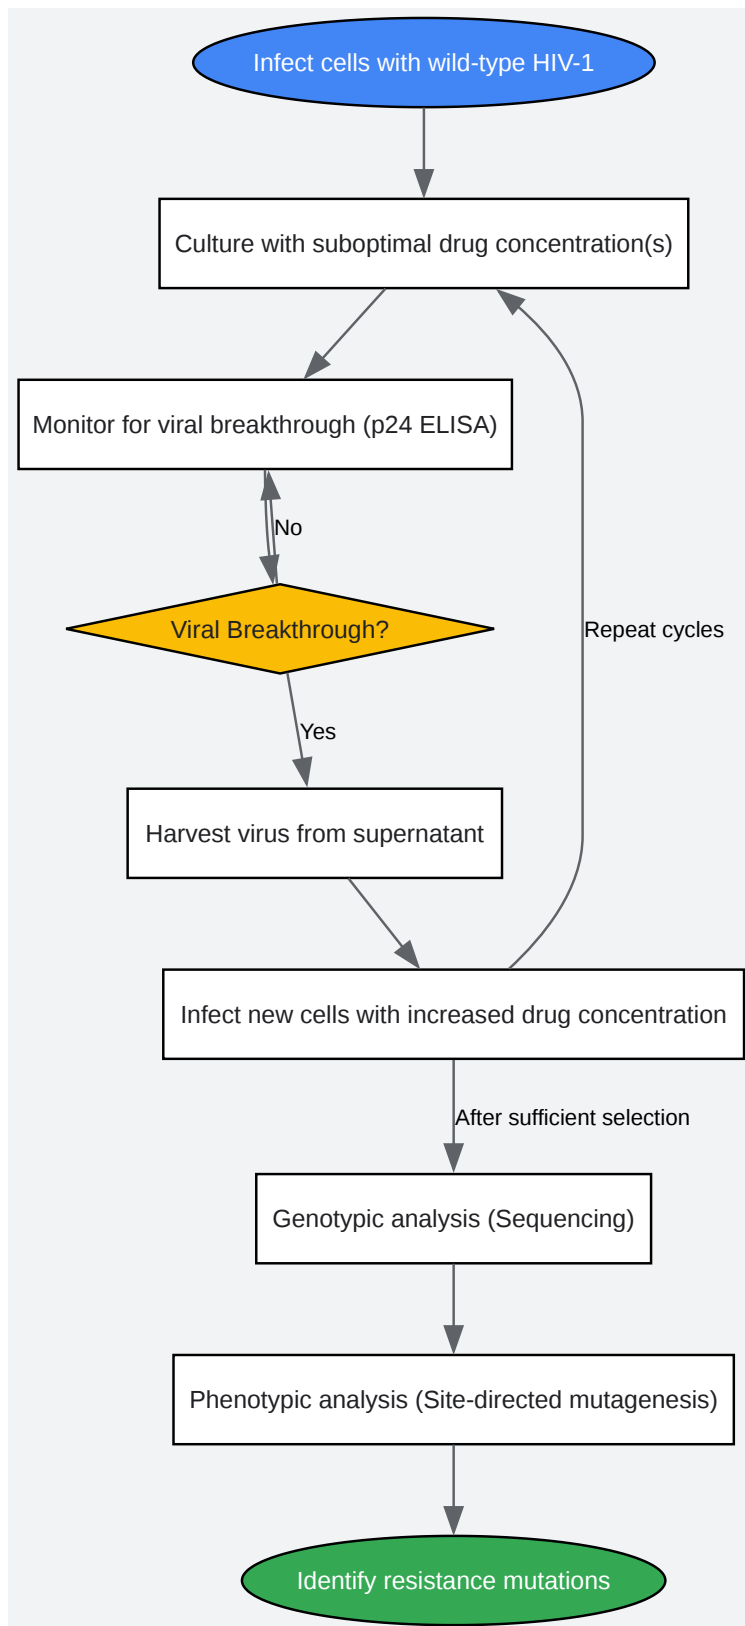 Infect cells with wild-type HIV-1
Culture with suboptimal drug concentration(s)
Monitor for viral breakthrough (p24 ELISA)
No
Viral Breakthrough?
Repeat cycles
Yes
Harvest virus from supernatant
Infect new cells with increased drug concentration
After sufficient selection
Genotypic analysis (Sequencing)
Phenotypic analysis (Site-directed mutagenesis)
Identify resistance mutations